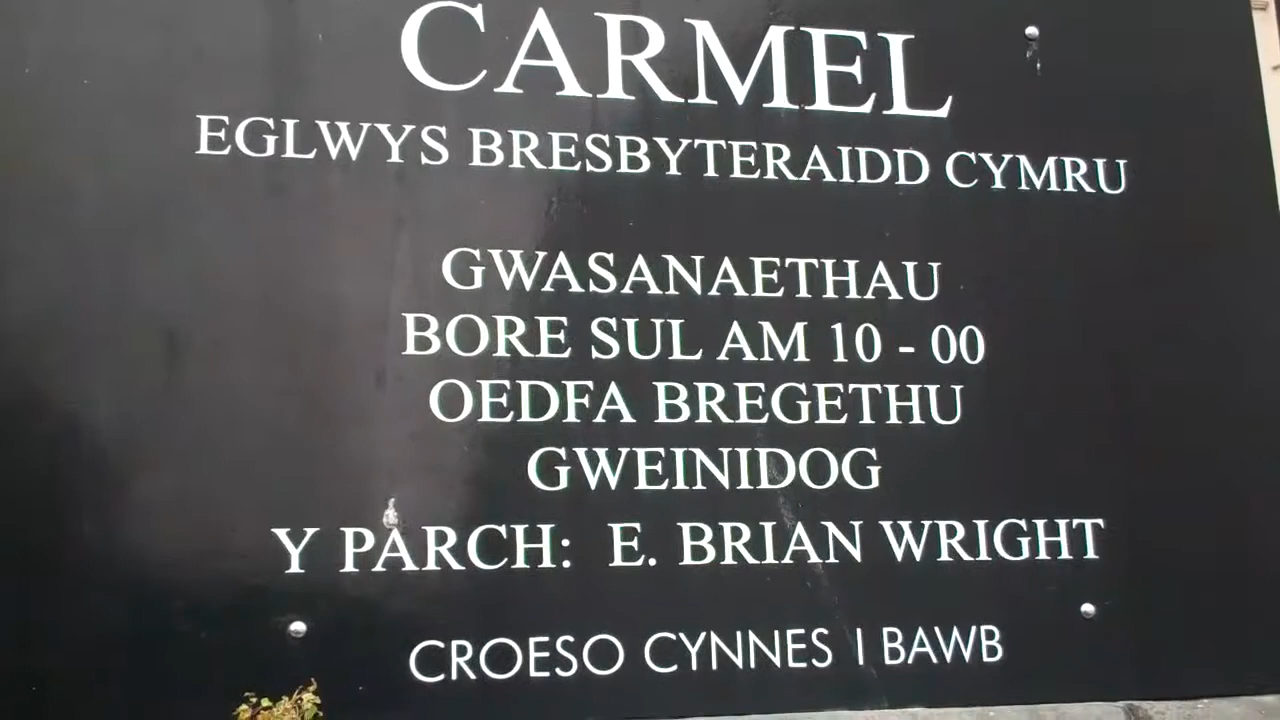 CARMEL
EGLWYS BRESBYTERAIDD CYMRU
GWASANAETHAU
BORE SUL AM 10 - 00
OEDFA BREGETHU
GWEINIDOG
Y PARCH: E. BRIAN WRIGHT
CROESO CYNNES I BAWB